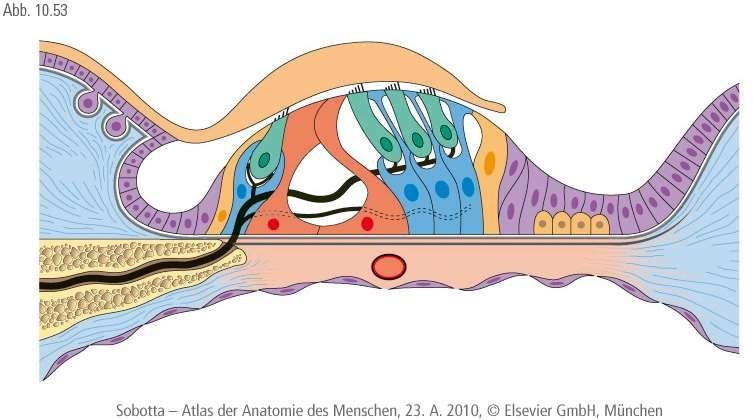 Abb. 10.53
Sobotta – Atlas der Anatomie des Menschen, 23. A. 2010, © Elsevier GmbH, München